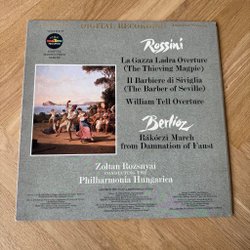 DIGITAL RECORDING
Rossini
La Gazza Ladra Overture
(The Thieving Magpie)
Il Barbiere di Siviglia
(The Barber of Seville)
William Tell Overture
Berlioz
Rákóczi March
from Damnation of Faust
Zoltan Rozsnyai
CONDUCTING THE
Philharmonia Hungarica